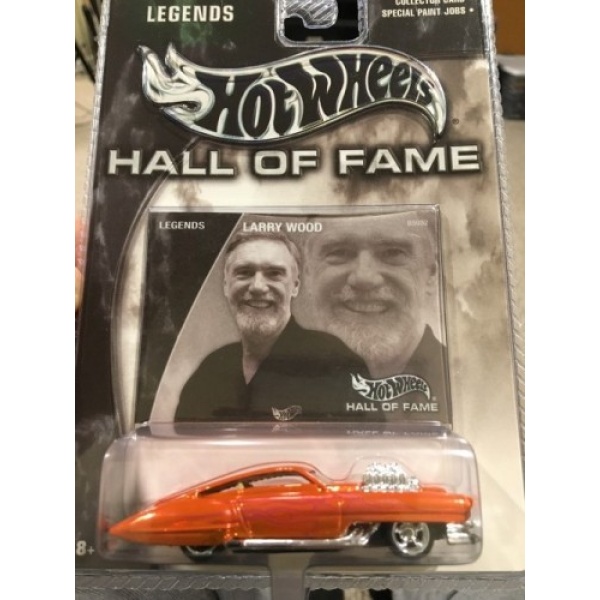 LEGENDS
COLLECTOR CARD
SPECIAL PAINT JOBS •
HOT WHEELS®
HALL OF FAME
LEGENDS LARRY WOOD
HOT WHEELS®
HALL OF FAME
8+